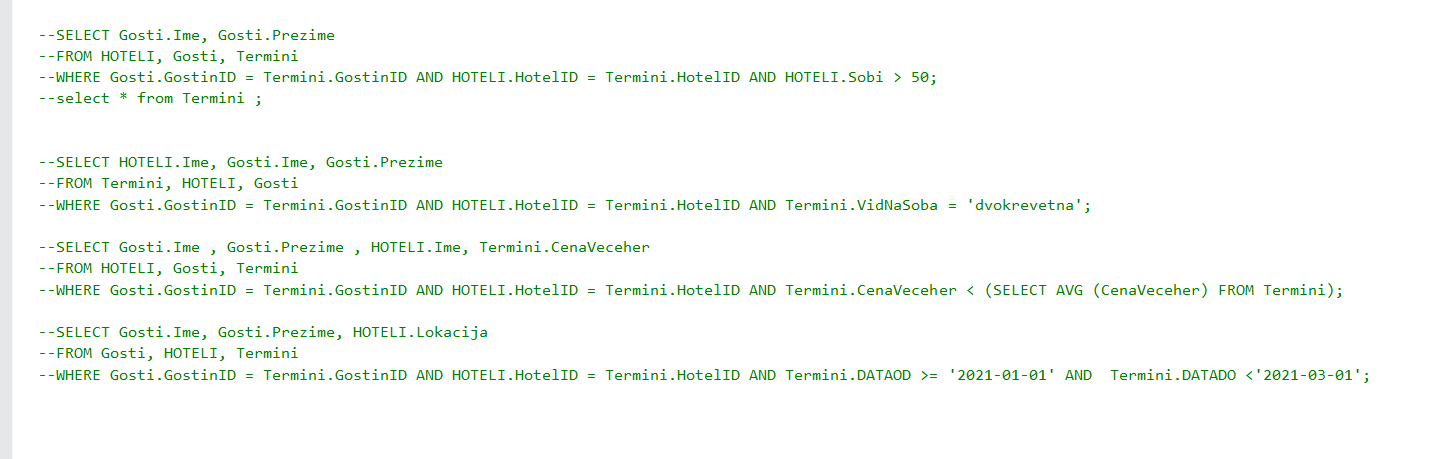 --SELECT Gosti.Ime, Gosti.Prezime
--FROM HOTELI, Gosti, Termini
--WHERE Gosti.GostinID = Termini.GostinID AND HOTELI.HotelID = Termini.HotelID AND HOTELI.Sobi > 50;
--select * from Termini ;
--SELECT HOTELI.Ime, Gosti.Ime, Gosti.Prezime
--FROM Termini, HOTELI, Gosti
--WHERE Gosti.GostinID = Termini.GostinID AND HOTELI.HotelID = Termini.HotelID AND Termini.VidNaSoba = 'dvokrevetna';
--SELECT Gosti.Ime , Gosti.Prezime , HOTELI.Ime, Termini.CenaVeceher
--FROM HOTELI, Gosti, Termini
--WHERE Gosti.GostinID = Termini.GostinID AND HOTELI.HotelID = Termini.HotelID AND Termini.CenaVeceher < (SELECT AVG (CenaVeceher) FROM Termini);
--SELECT Gosti.Ime, Gosti.Prezime, HOTELI.Lokacija
--FROM Gosti, HOTELI, Termini
--WHERE Gosti.GostinID = Termini.GostinID AND HOTELI.HotelID = Termini.HotelID AND Termini.DATAOD >= '2021-01-01' AND  Termini.DATADO <'2021-03-01';